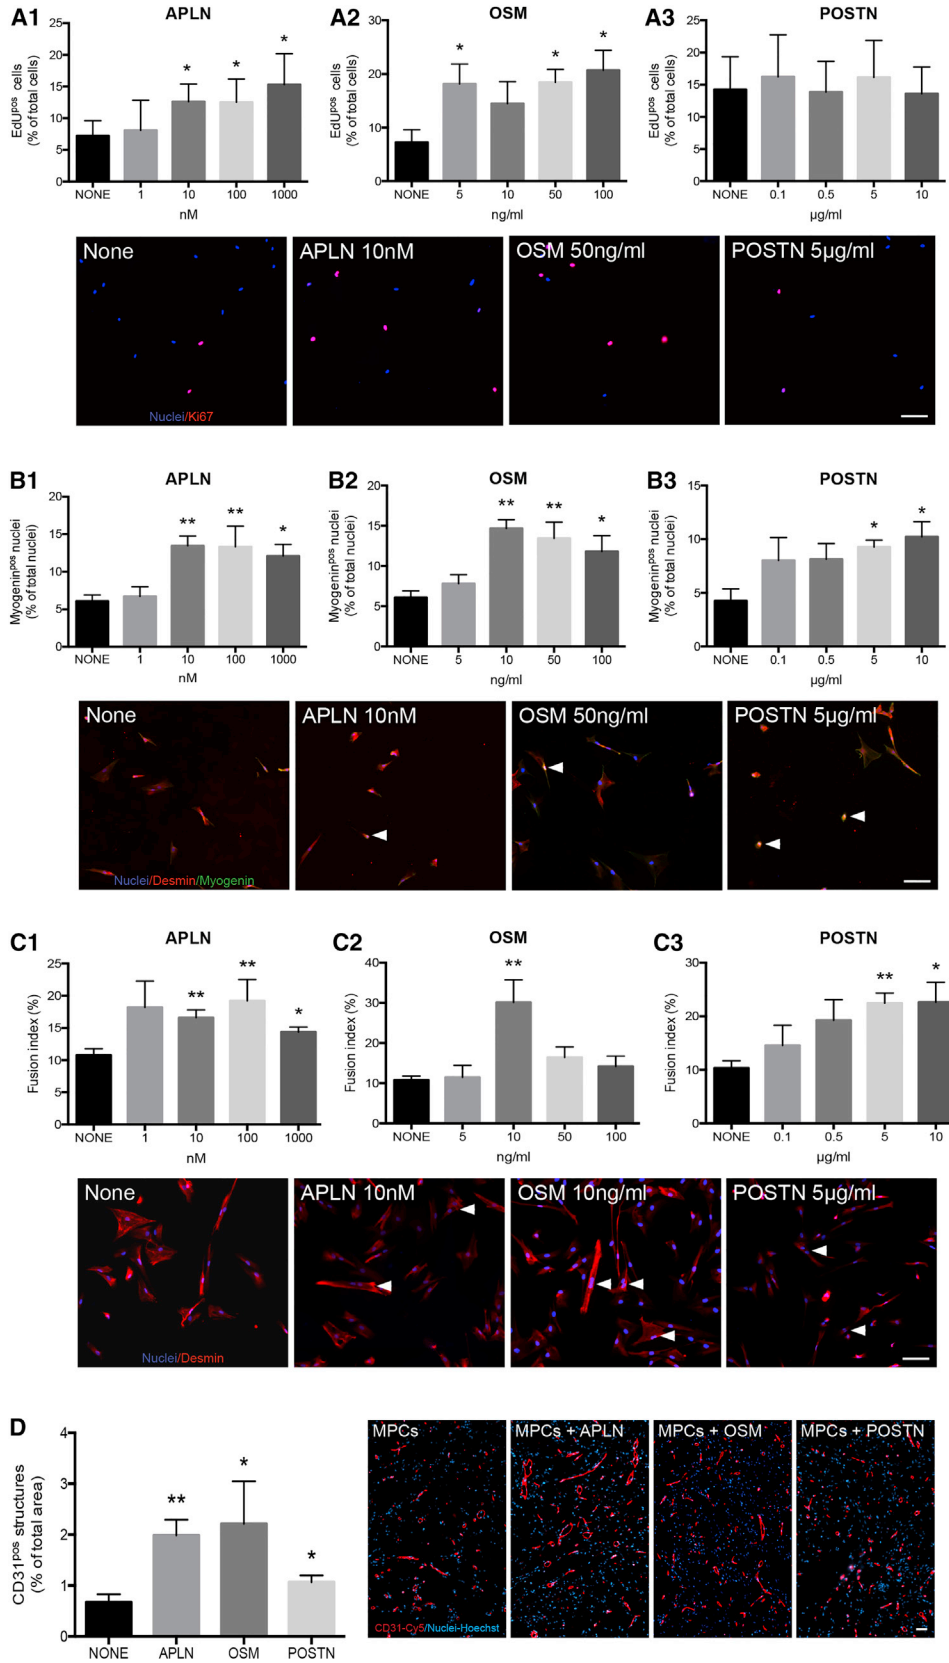 A1
APLN
EdUpos cells
(% of total cells)
25
20
15
10
5
0
*
*
*
NONE 1 10 100 1000
nM
A2
OSM
EdUpos cells
(% of total cells)
30
20
10
0
*
*
*
NONE 5 10 50 100
ng/ml
A3
POSTN
EdUpos cells
(% of total cells)
25
20
15
10
5
0
NONE 0.1 0.5 5 10
µg/ml
None
Nuclei/Ki67
APLN 10nM
OSM 50ng/ml
POSTN 5µg/ml
B1
APLN
Myogeninpos nuclei
(% of total nuclei)
20
15
10
5
0
**
**
*
NONE 1 10 100 1000
nM
B2
OSM
Myogeninpos nuclei
(% of total nuclei)
20
15
10
5
0
**
**
*
NONE 5 10 50 100
ng/ml
B3
POSTN
Myogeninpos nuclei
(% of total nuclei)
15
10
5
0
*
*
NONE 0.1 0.5 5 10
µg/ml
None
Nuclei/Desmin/Myogenin
APLN 10nM
OSM 50ng/ml
POSTN 5µg/ml
C1
APLN
Fusion index (%)
25
20
15
10
5
0
**
**
*
NONE 1 10 100 1000
nM
C2
OSM
Fusion index (%)
40
30
20
10
0
**
NONE 5 10 50 100
ng/ml
C3
POSTN
Fusion index (%)
30
20
10
0
**
*
NONE 0.1 0.5 5 10
µg/ml
None
Nuclei/Desmin
APLN 10nM
OSM 10ng/ml
POSTN 5µg/ml
D
CD31pos structures
(% of total area)
4
3
2
1
0
**
*
*
NONE APLN OSM POSTN
MPCs
CD31-Cy5/Nuclei-Hoechst
MPCs + APLN
MPCs + OSM
MPCs + POSTN